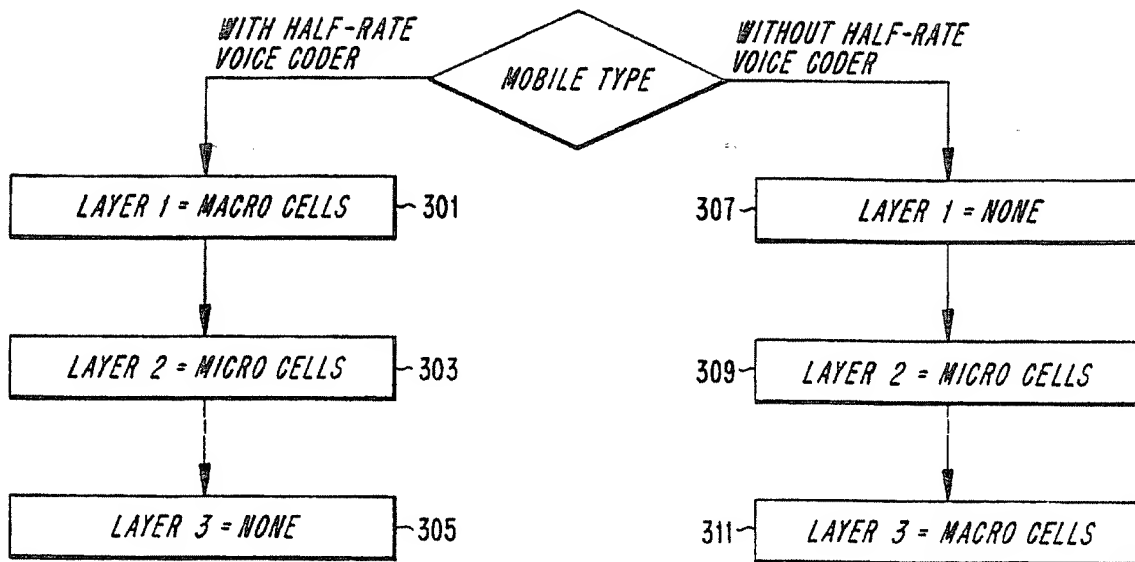 WITH HALF-RATE
VOICE CODER
MOBILE TYPE
WITHOUT HALF-RATE
VOICE CODER
LAYER 1 = MACRO CELLS
301
307
LAYER 1 = NONE
LAYER 2 = MICRO CELLS
303
309
LAYER 2 = MICRO CELLS
LAYER 3 = NONE
305
311
LAYER 3 = MACRO CELLS